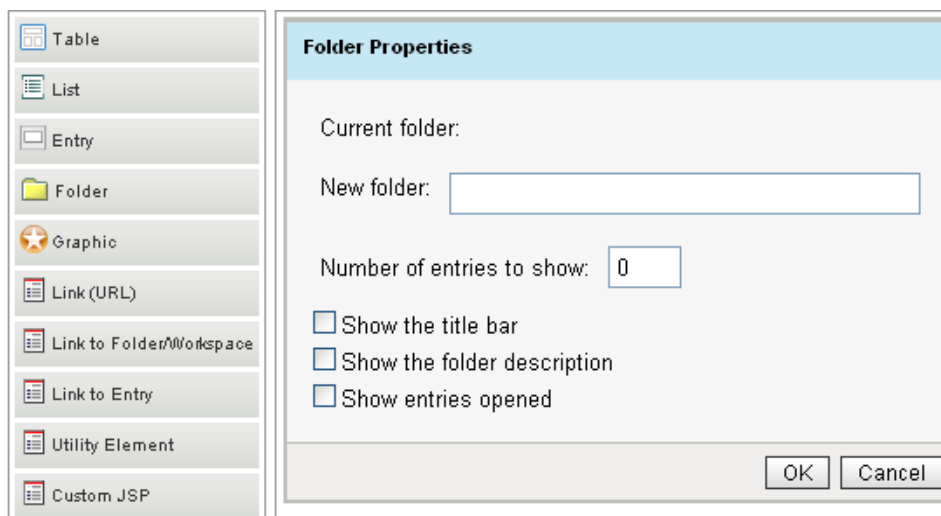 Table
List
Entry
Folder
Graphic
Link (URL)
Link to Folder/Workspace
Link to Entry
Utility Element
Custom JSP
Folder Properties
Current folder:
New folder:
Number of entries to show: 0
Show the title bar
Show the folder description
Show entries opened
OK Cancel